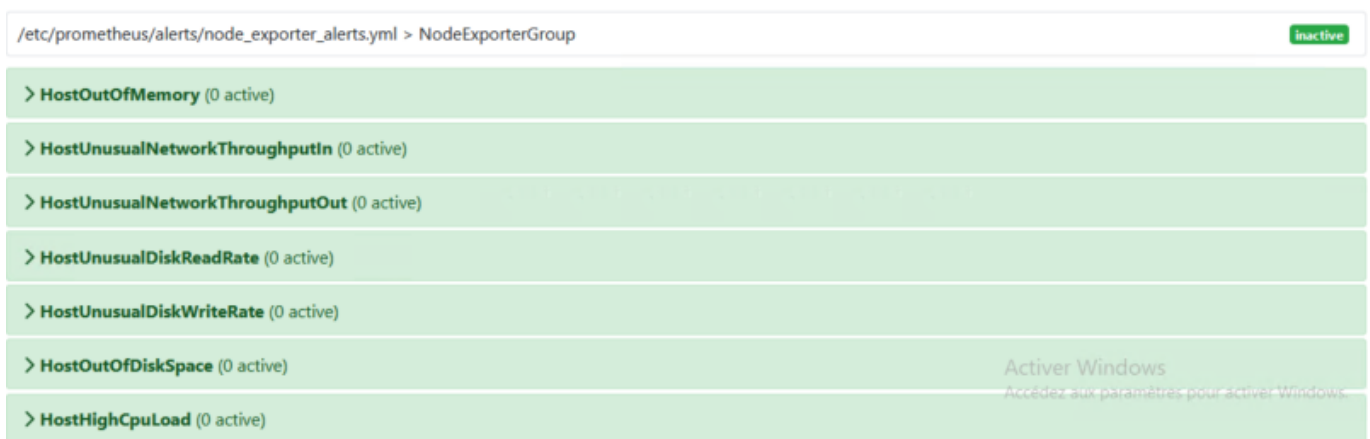 /etc/prometheus/alerts/node_exporter_alerts.yml > NodeExporterGroup
inactive
> HostOutOfMemory (0 active)
> HostUnusualNetworkThroughputIn (0 active)
> HostUnusualNetworkThroughputOut (0 active)
> HostUnusualDiskReadRate (0 active)
> HostUnusualDiskWriteRate (0 active)
> HostOutOfDiskSpace (0 active)
Activer Windows
Accédez aux paramètres pour activer Windows.
> HostHighCpuLoad (0 active)